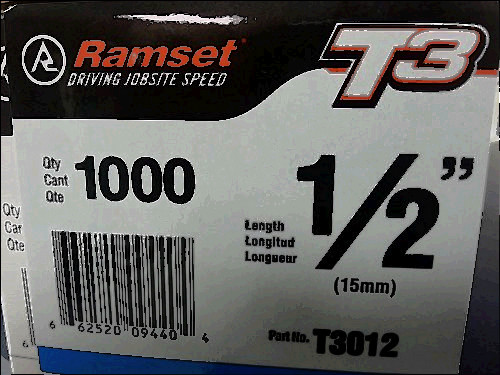 Ramset
DRIVING JOBSITE SPEED
T3
Qty
Cant
Qte
1000
Length
Longitud
Longueur
1/2”
(15mm)
6 62520 09440 4
Part No. T3012
Qty
Car
Qte
6